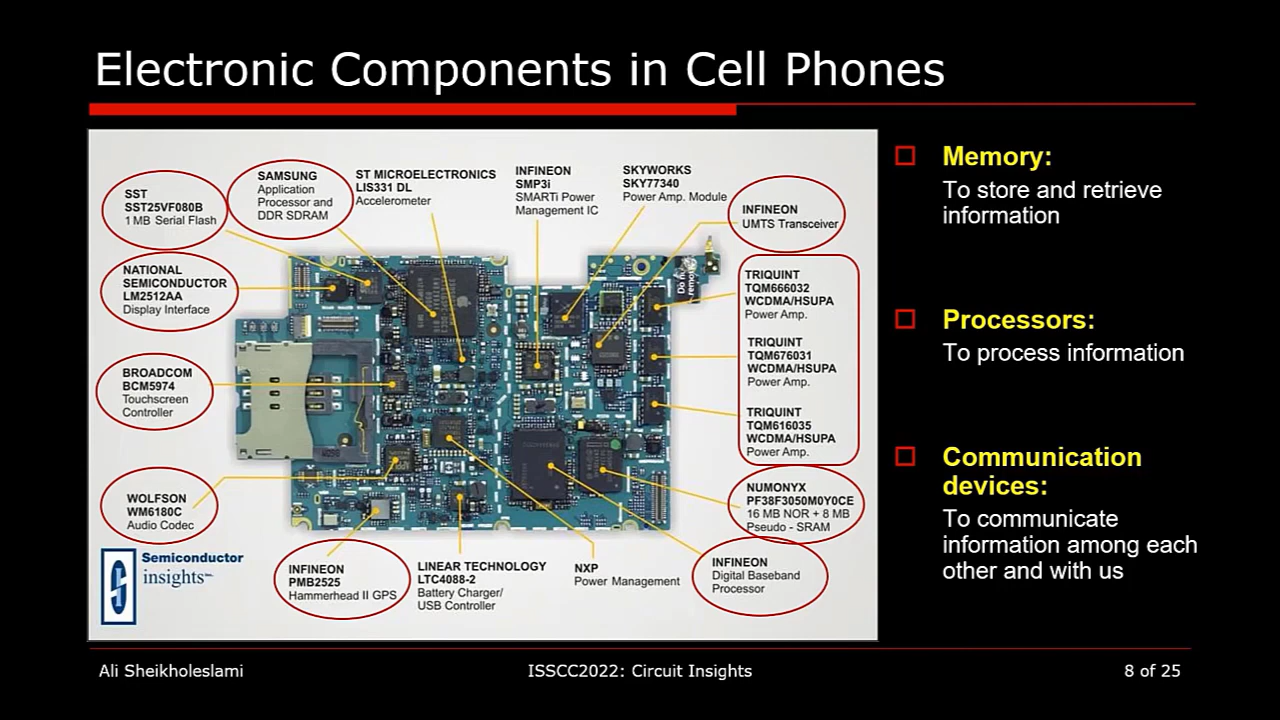 Electronic Components in Cell Phones
SST
SST25VF080B
1 MB Serial Flash
SAMSUNG
Application
Processor and
DDR SDRAM
ST MICROELECTRONICS
LIS331 DL
Accelerometer
INFINEON
SMP3i
SMARTi Power
Management IC
SKYWORKS
SKY77340
Power Amp. Module
INFINEON
UMTS Transceiver
NATIONAL
SEMICONDUCTOR
LM2512AA
Display Interface
TRIQUINT
TQM666032
WCDMA/HSUPA
Power Amp.
TRIQUINT
TQM676031
WCDMA/HSUPA
Power Amp.
TRIQUINT
TQM616035
WCDMA/HSUPA
Power Amp.
BROADCOM
BCM5974
Touchscreen
Controller
WOLFSON
WM6180C
Audio Codec
NUMONYX
PF38F3050M0Y0CE
16 MB NOR + 8 MB
Pseudo - SRAM
Semiconductor
insights
INFINEON
PMB2525
Hammerhead II GPS
LINEAR TECHNOLOGY
LTC4088-2
Battery Charger/
USB Controller
NXP
Power Management
INFINEON
Digital Baseband
Processor
Memory:
To store and retrieve
information
Processors:
To process information
Communication
devices:
To communicate
information among each
other and with us
Ali Sheikholeslami
ISSCC2022: Circuit Insights
8 of 25